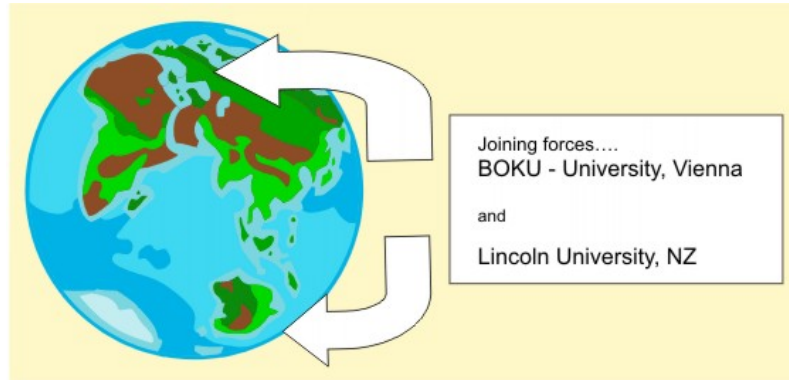 Joining forces....
BOKU - University, Vienna
and
Lincoln University, NZ